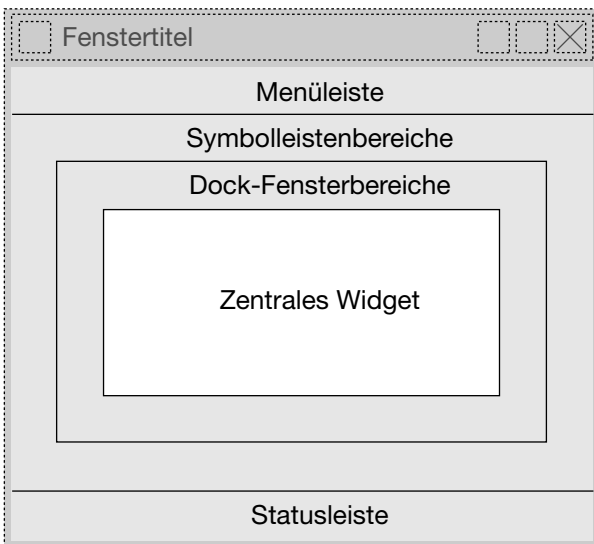 Fenstertitel
Menüleiste
Symbolleistenbereiche
Dock-Fensterbereiche
Zentrales Widget
Statusleiste